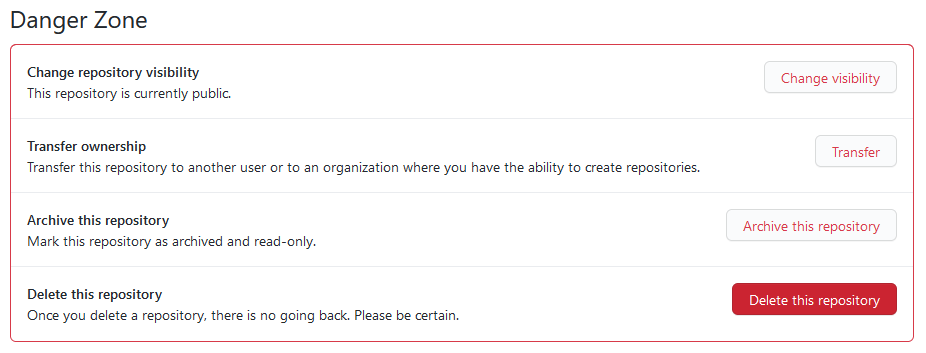 Danger Zone
Change repository visibility
This repository is currently public.
Change visibility
Transfer ownership
Transfer this repository to another user or to an organization where you have the ability to create repositories.
Transfer
Archive this repository
Mark this repository as archived and read-only.
Archive this repository
Delete this repository
Once you delete a repository, there is no going back. Please be certain.
Delete this repository